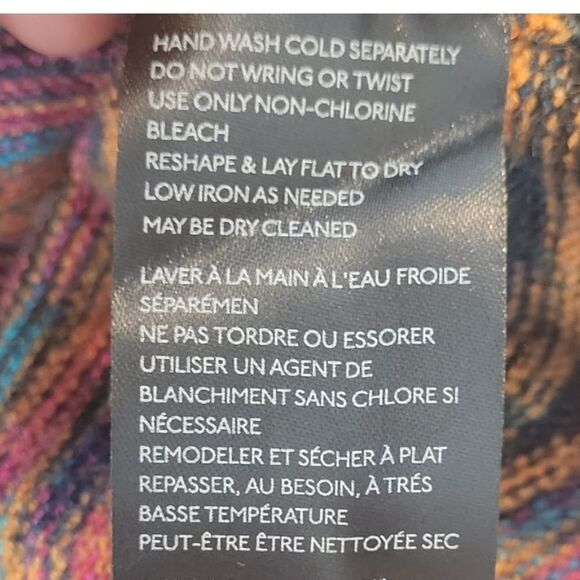 HAND WASH COLD SEPARATELY
DO NOT WRING OR TWIST
USE ONLY NON-CHLORINE
BLEACH
RESHAPE & LAY FLAT TO DRY
LOW IRON AS NEEDED
MAY BE DRY CLEANED
LAVER À LA MAIN À L'EAU FROIDE
SÉPARÉMEN
NE PAS TORDRE OU ESSORER
UTILISER UN AGENT DE
BLANCHIMENT SANS CHLORE SI
NÉCESSAIRE
REMODELER ET SÉCHER À PLAT
REPASSER, AU BESOIN, À TRÉS
BASSE TEMPÉRATURE
PEUT-ÊTRE ÊTRE NETTOYÉE SEC